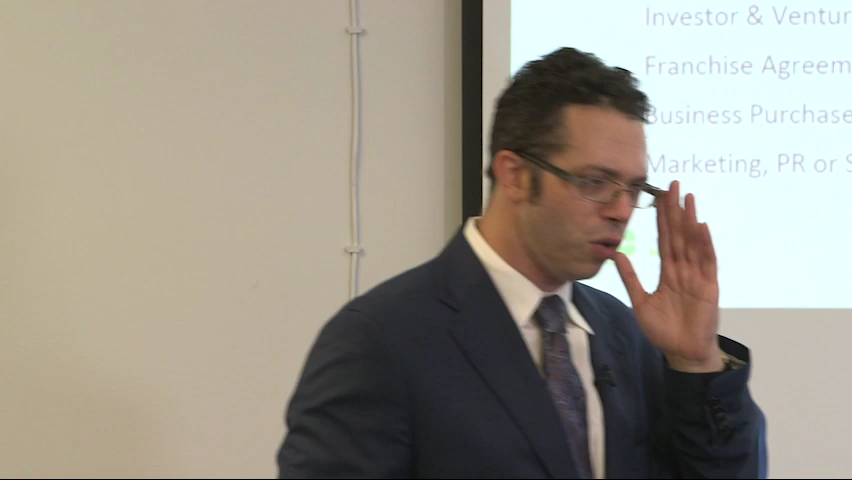 Investor & Ventur
Franchise Agreem
Business Purchase
Marketing, PR or S